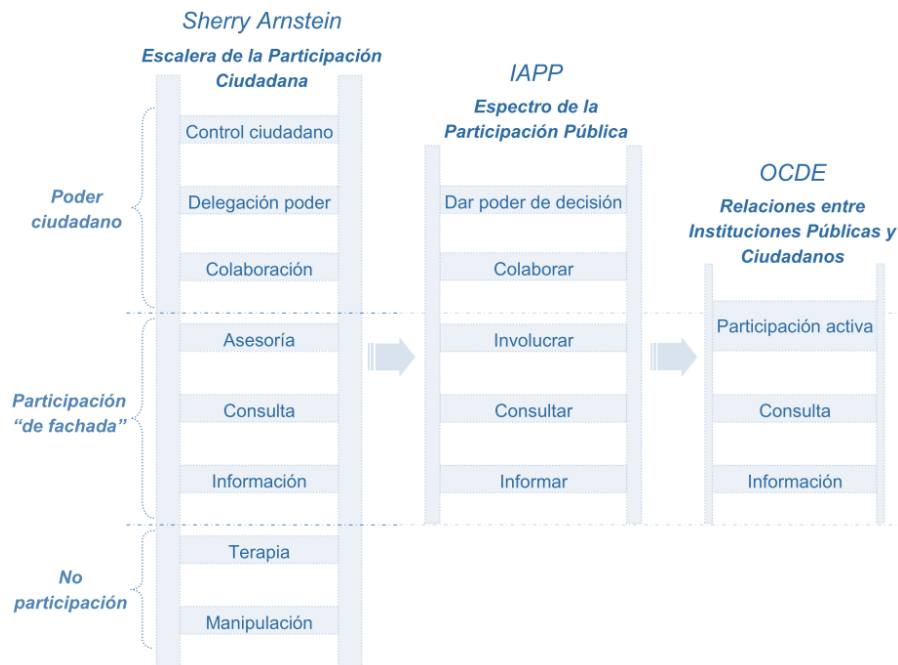 Sherry Arnstein
Escalera de la Participación
Ciudadana
Control ciudadano
Delegación poder
Colaboración
Asesoría
Consulta
Información
Terapia
Manipulación
Poder
ciudadano
Participación
“de fachada”
No
participación
IAPP
Espectro de la
Participación Pública
Dar poder de decisión
Colaborar
Involucrar
Consultar
Informar
OCDE
Relaciones entre
Instituciones Públicas y
Ciudadanos
Participación activa
Consulta
Información